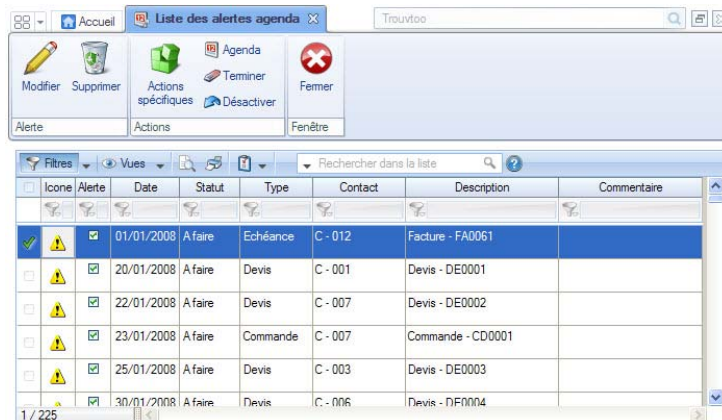 Accueil Liste des alertes agenda Trouvtoo
Modifier Supprimer Actions spécifiques Agenda Terminer Désactiver Fermer
Alerte Actions Fenêtre
Filtres Vues Rechercher dans la liste
Icone Alerte Date Statut Type Contact Description Commentaire
01/01/2008 A faire Echéance C - 012 Facture - FA0061
20/01/2008 A faire Devis C - 001 Devis - DE0001
22/01/2008 A faire Devis C - 007 Devis - DE0002
23/01/2008 A faire Commande C - 007 Commande - CD0001
25/01/2008 A faire Devis C - 003 Devis - DE0003
30/01/2008 A faire Devis C - 006 Devis - DE0004
1 / 225